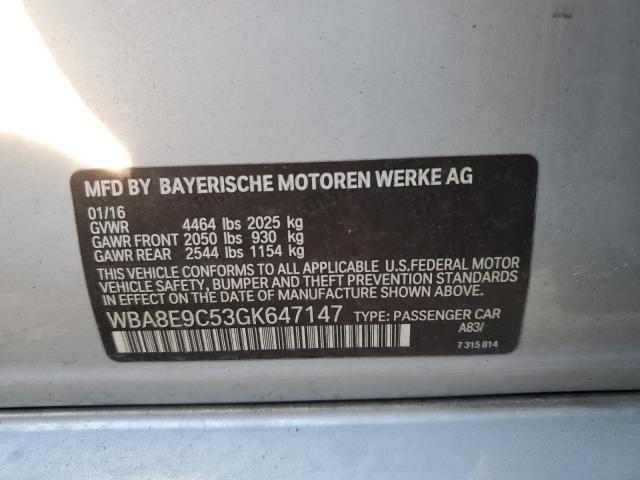 MFD BY BAYERISCHE MOTOREN WERKE AG
01/16
GVWR 4464 lbs 2025 kg
GAWR FRONT 2050 lbs 930 kg
GAWR REAR 2544 lbs 1154 kg
THIS VEHICLE CONFORMS TO ALL APPLICABLE U.S.FEDERAL MOTOR
VEHICLE SAFETY, BUMPER AND THEFT PREVENTION STANDARDS
IN EFFECT ON THE DATE OF MANUFACTURE SHOWN ABOVE.
WBA8E9C53GK647147 TYPE: PASSENGER CAR
A83/
7 315 814